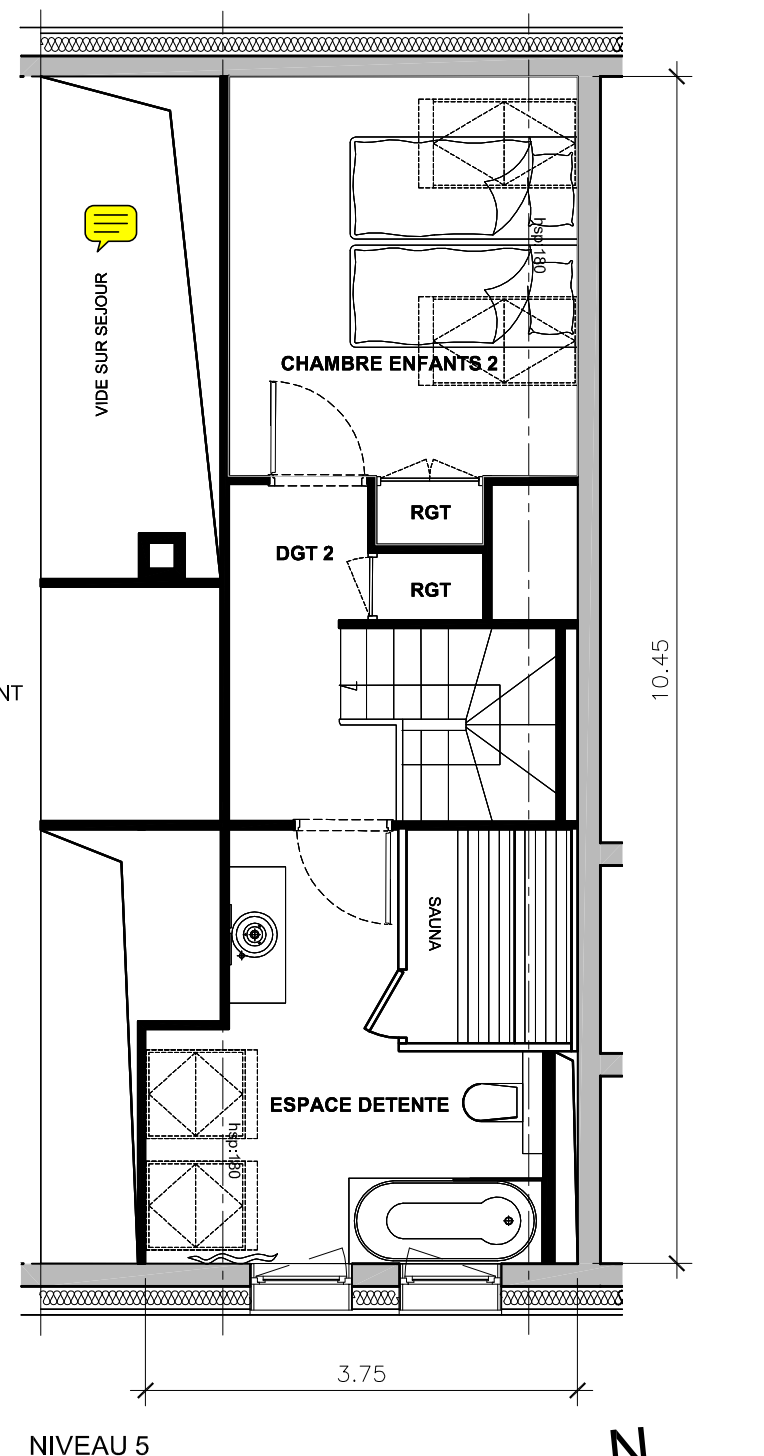 VIDE SUR SEJOUR
hsp:180
CHAMBRE ENFANTS 2
RGT
DGT 2
RGT
10.45
NT
SAUNA
ESPACE DETENTE
hsp:180
3.75
NIVEAU 5
N